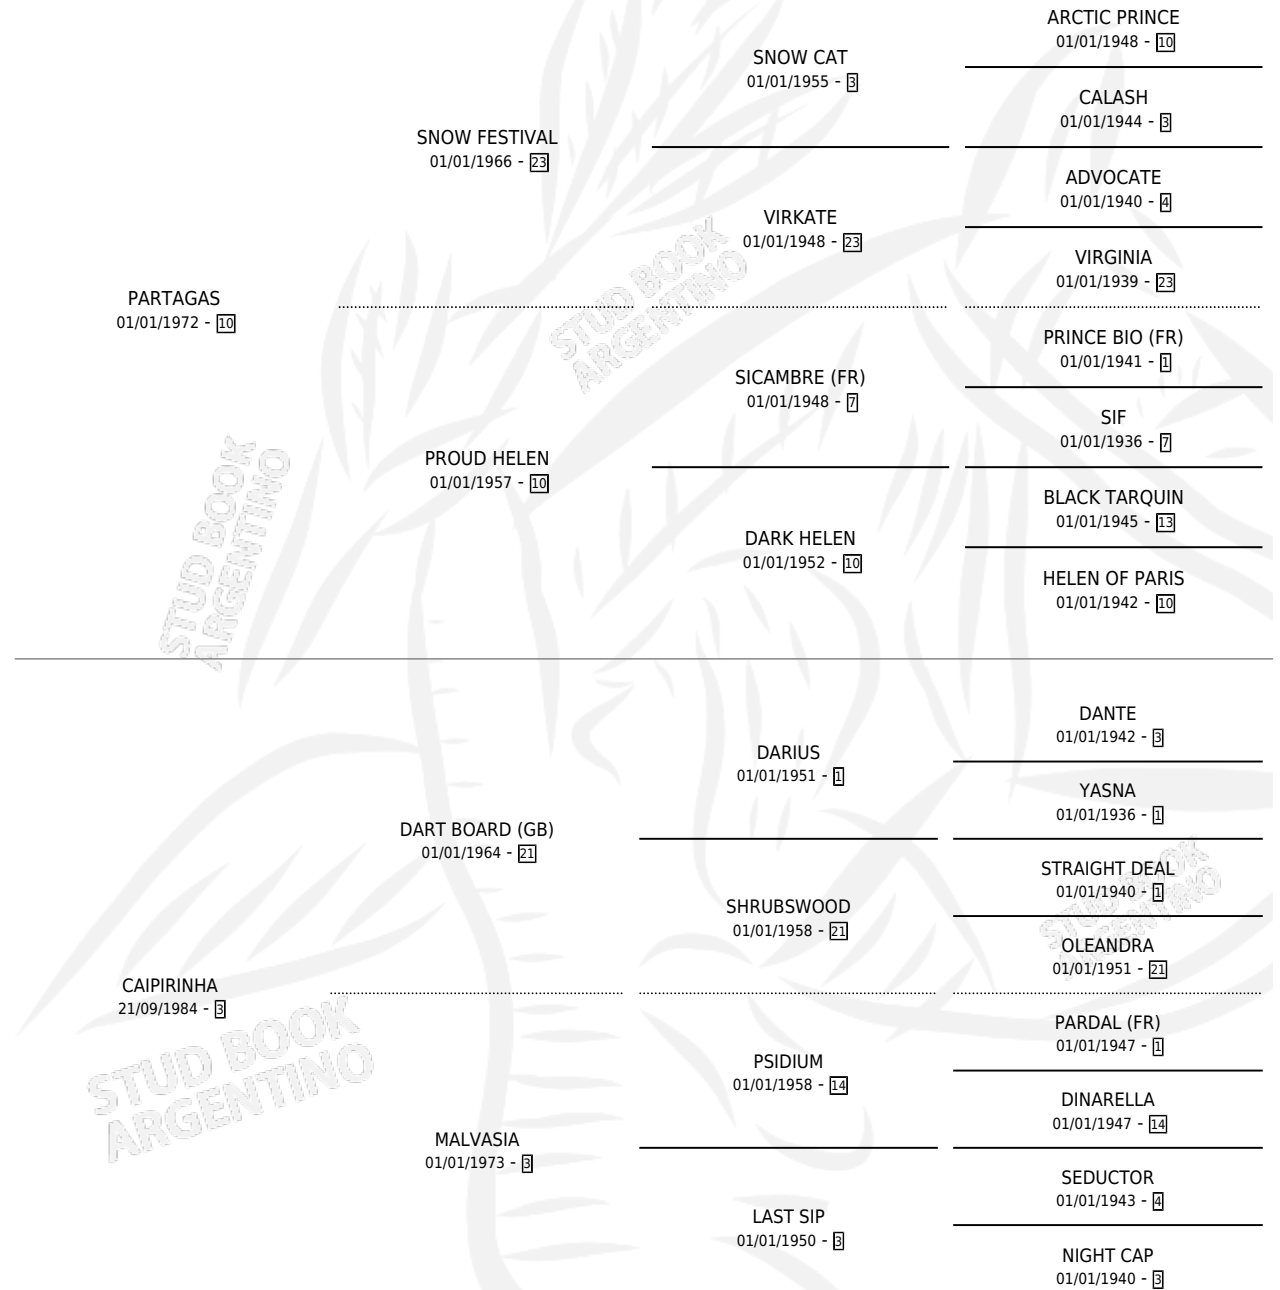 ARCTIC PRINCE
01/01/1948 - 10
SNOW CAT
01/01/1955 - 3
CALASH
01/01/1944 - 3
SNOW FESTIVAL
01/01/1966 - 23
ADVOCATE
01/01/1940 - 4
VIRKATE
01/01/1948 - 23
VIRGINIA
01/01/1939 - 23
PARTAGAS
01/01/1972 - 10
PRINCE BIO (FR)
01/01/1941 - 1
SICAMBRE (FR)
01/01/1948 - 7
SIF
01/01/1936 - 7
PROUD HELEN
01/01/1957 - 10
BLACK TARQUIN
01/01/1945 - 13
DARK HELEN
01/01/1952 - 10
HELEN OF PARIS
01/01/1942 - 10
DANTE
01/01/1942 - 3
DARIUS
01/01/1951 - 1
YASNA
01/01/1936 - 1
DART BOARD (GB)
01/01/1964 - 21
STRAIGHT DEAL
01/01/1940 - 1
SHRUBSWOOD
01/01/1958 - 21
OLEANDRA
01/01/1951 - 21
CAIPIRINHA
21/09/1984 - 3
PARDAL (FR)
01/01/1947 - 1
PSIDIUM
01/01/1958 - 14
DINARELLA
01/01/1947 - 14
MALVASIA
01/01/1973 - 3
SEDUCTOR
01/01/1943 - 4
LAST SIP
01/01/1950 - 3
NIGHT CAP
01/01/1940 - 3
STUD BOOK
ARGENTINO
STUD BOOK
ARGENTINO
STUD BOOK
ARGENTINO
STUD BOOK
ARGENTINO